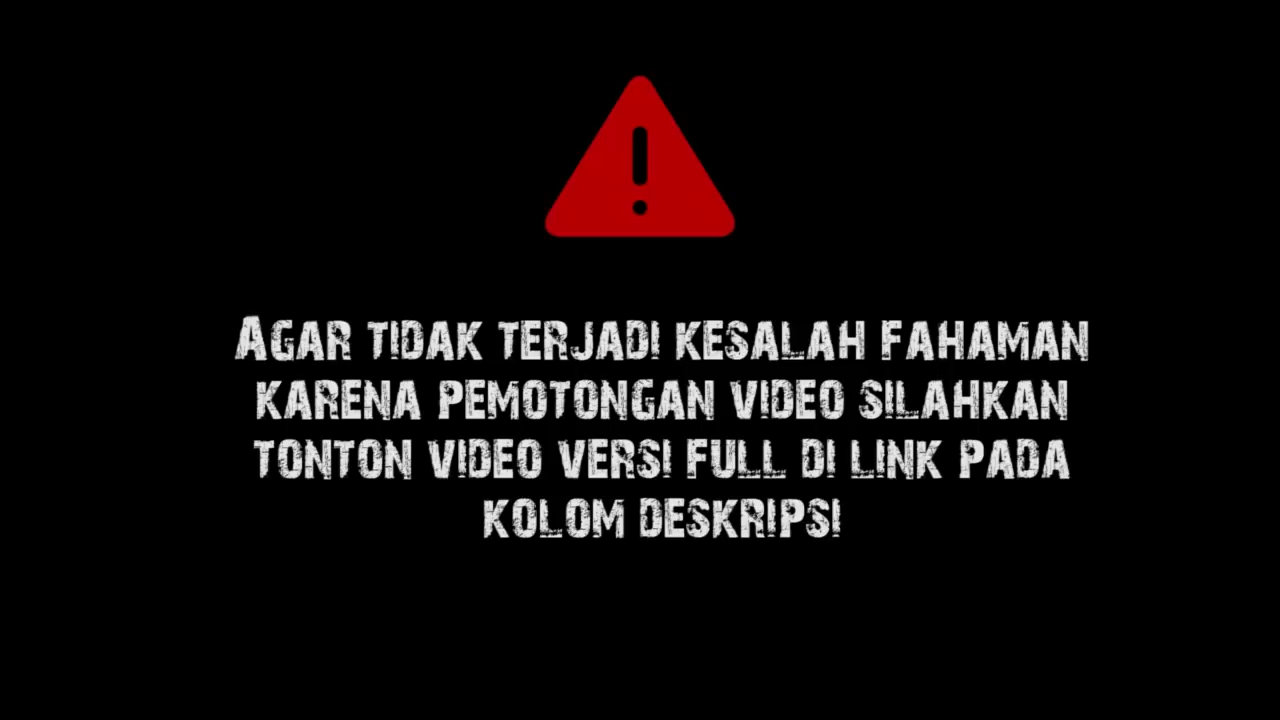 AGAR TIDAK TERJADI KESALAH FAHAMAN
KARENA PEMOTONGAN VIDEO SILAHKAN
TONTON VIDEO VERSI FULL DI LINK PADA
KOLOM DESKRIPSI